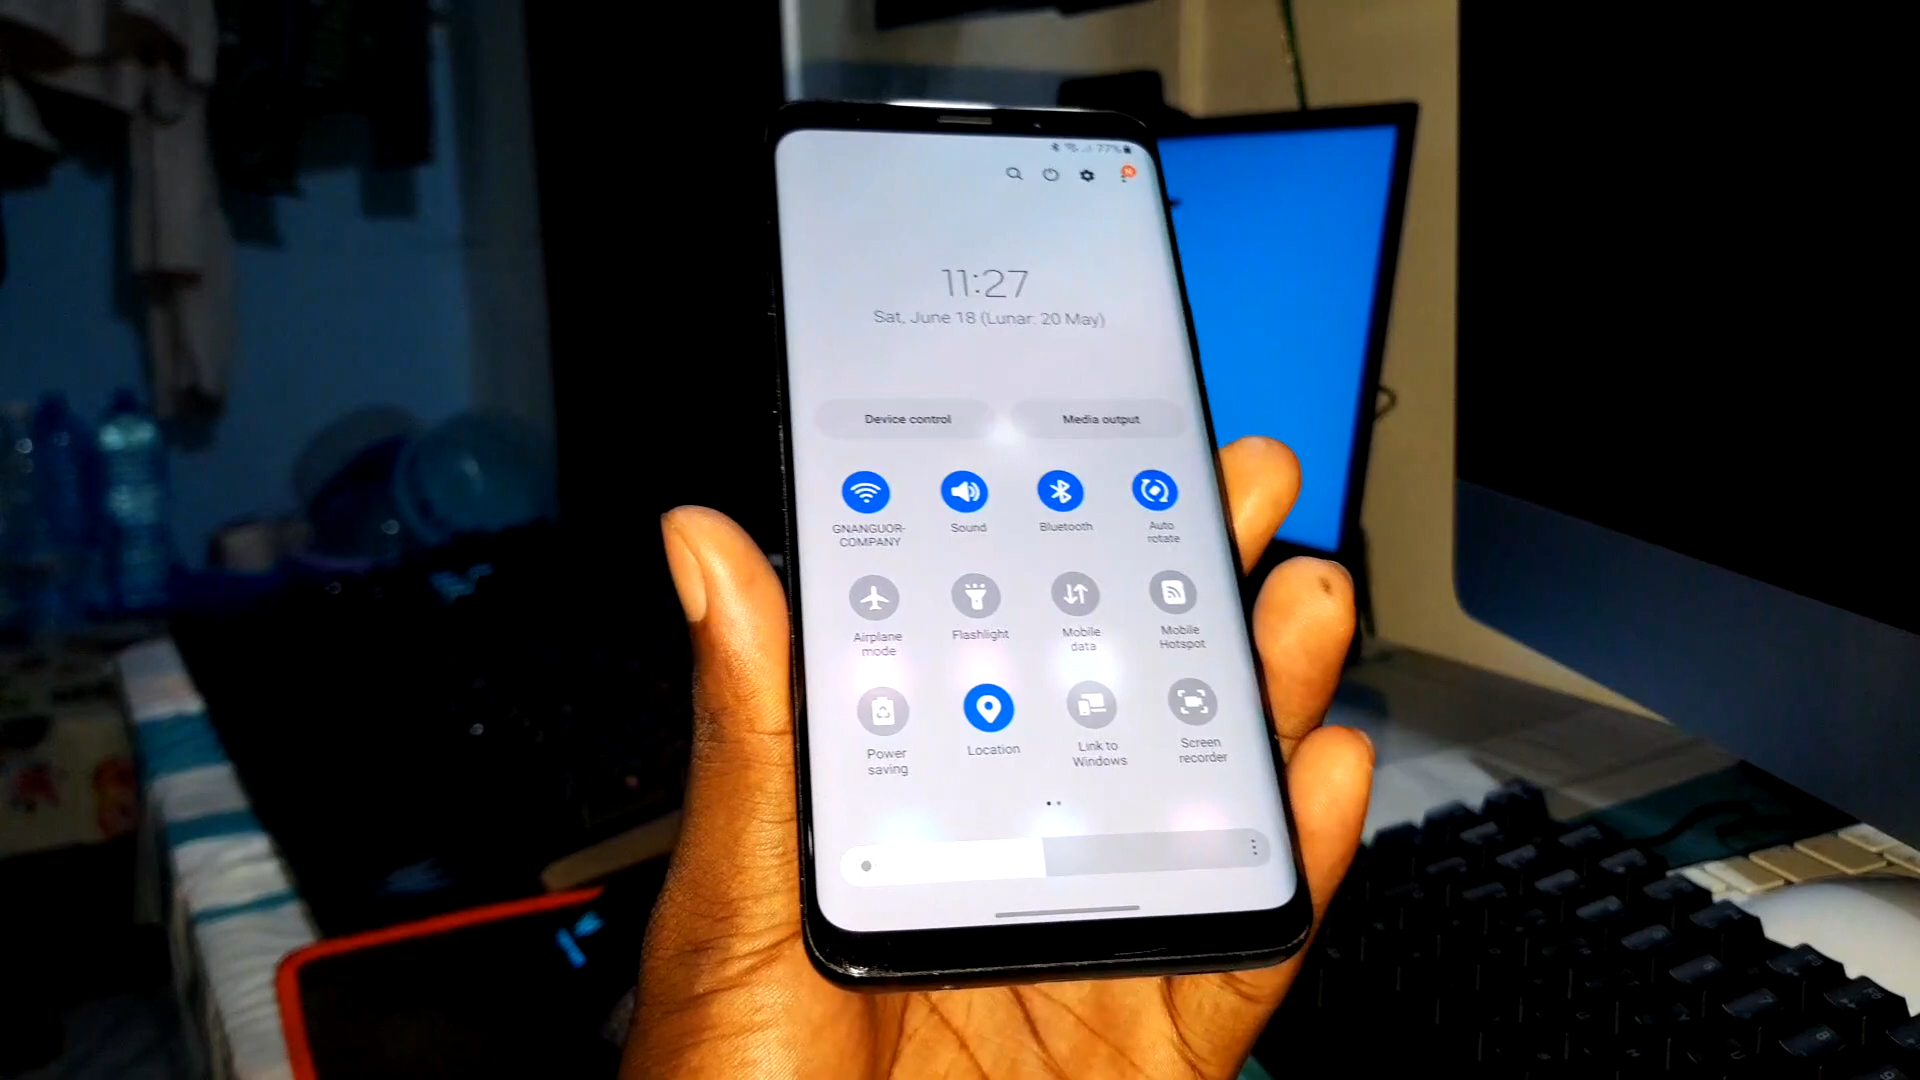 77%
N
11:27
Sat, June 18 (Lunar: 20 May)
Device control
Media output
GNANGUOR-
COMPANY
Sound
Bluetooth
Auto
rotate
Airplane
mode
Flashlight
Mobile
data
Mobile
Hotspot
Power
saving
Location
Link to
Windows
Screen
recorder